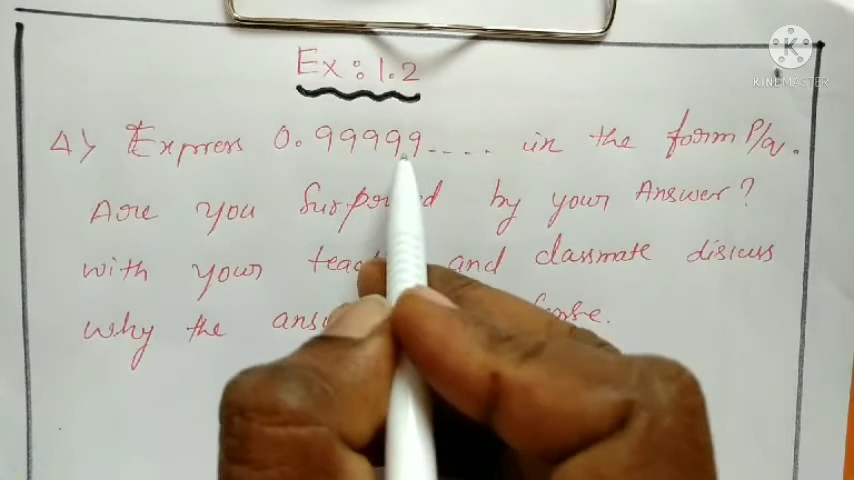 Ex : 1.2
KINEMASTER
4) Express 0.99999..... in the form P/q.
Are you by your Answer?
with your and classmate discuss
why the